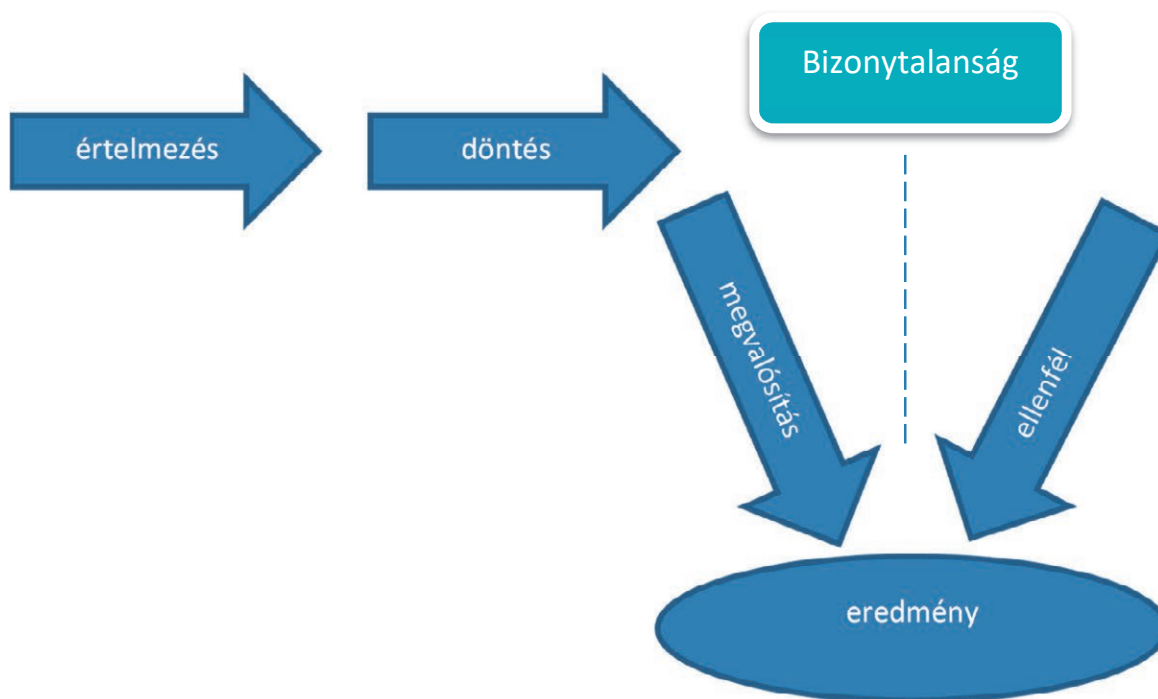 Bizonytalanság
értelmezés
döntés
megvalósítás
ellenfél
eredmény